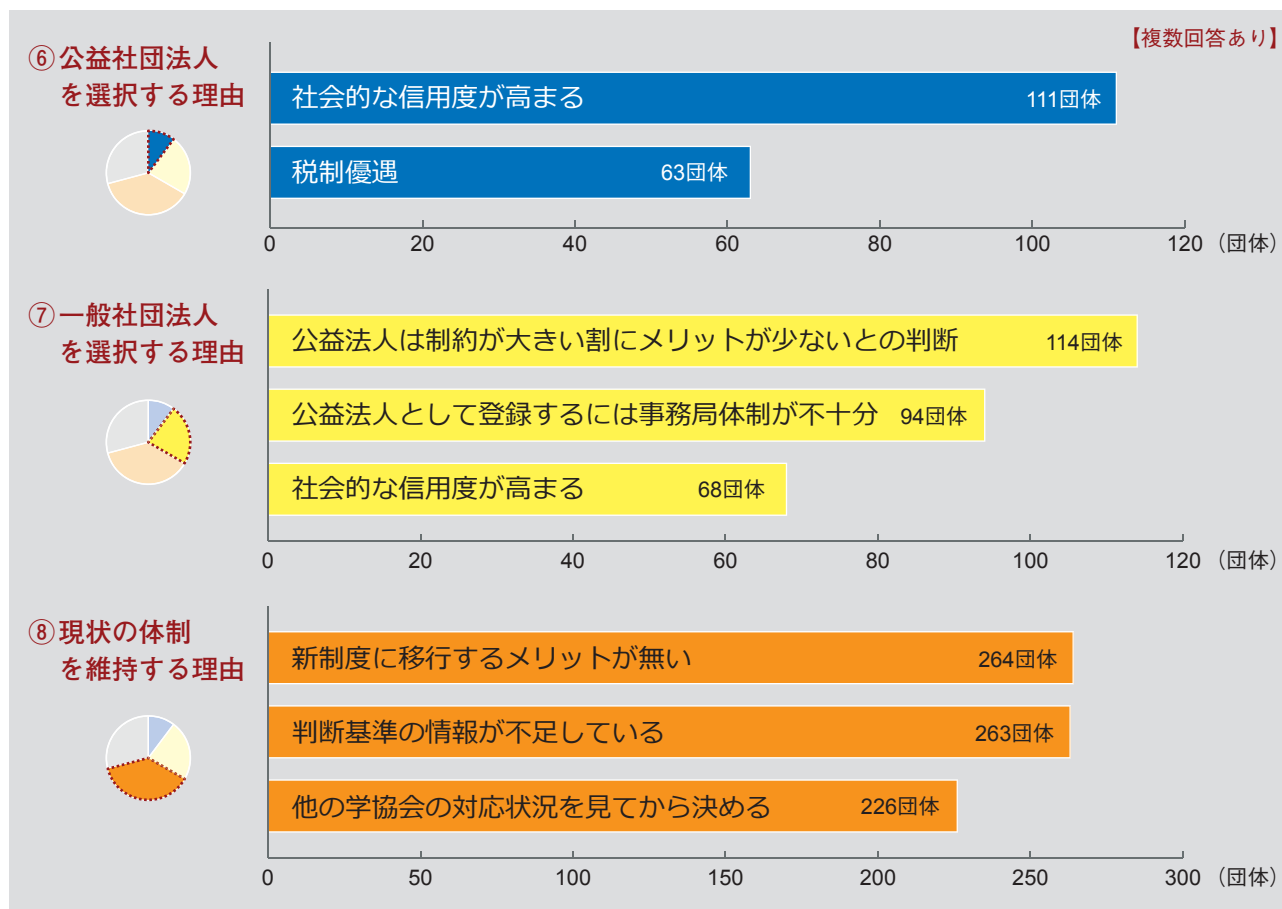 【複数回答あり】
⑥公益社団法人
を選択する理由
社会的な信用度が高まる 111団体
税制優遇 63団体
0 20 40 60 80 100 120 (団体)
⑦一般社団法人
を選択する理由
公益法人は制約が大きい割にメリットが少ないとの判断 114団体
公益法人として登録するには事務局体制が不十分 94団体
社会的な信用度が高まる 68団体
0 20 40 60 80 100 120 (団体)
⑧現状の体制
を維持する理由
新制度に移行するメリットが無い 264団体
判断基準の情報が不足している 263団体
他の学協会の対応状況を見てから決める 226団体
0 50 100 150 200 250 300 (団体)